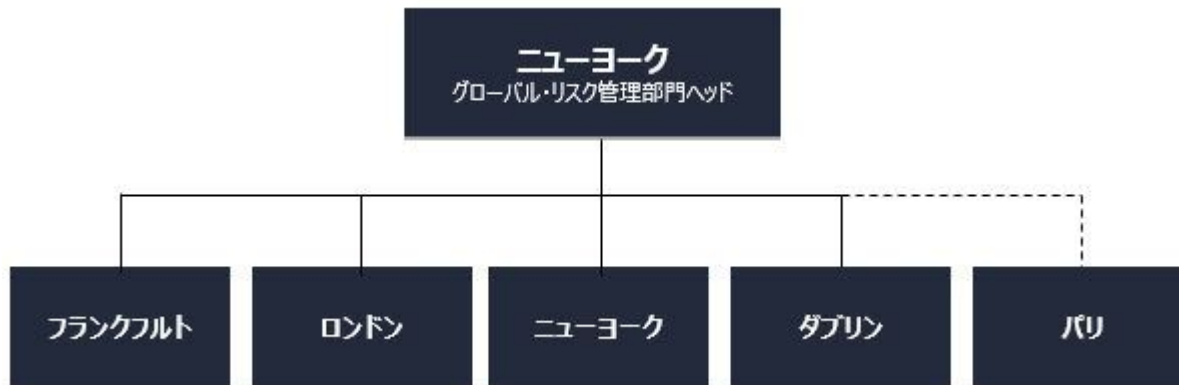 ニューヨーク
グローバル・リスク管理部門ヘッド
フランクフルト
ロンドン
ニューヨーク
ダブリン
パリ